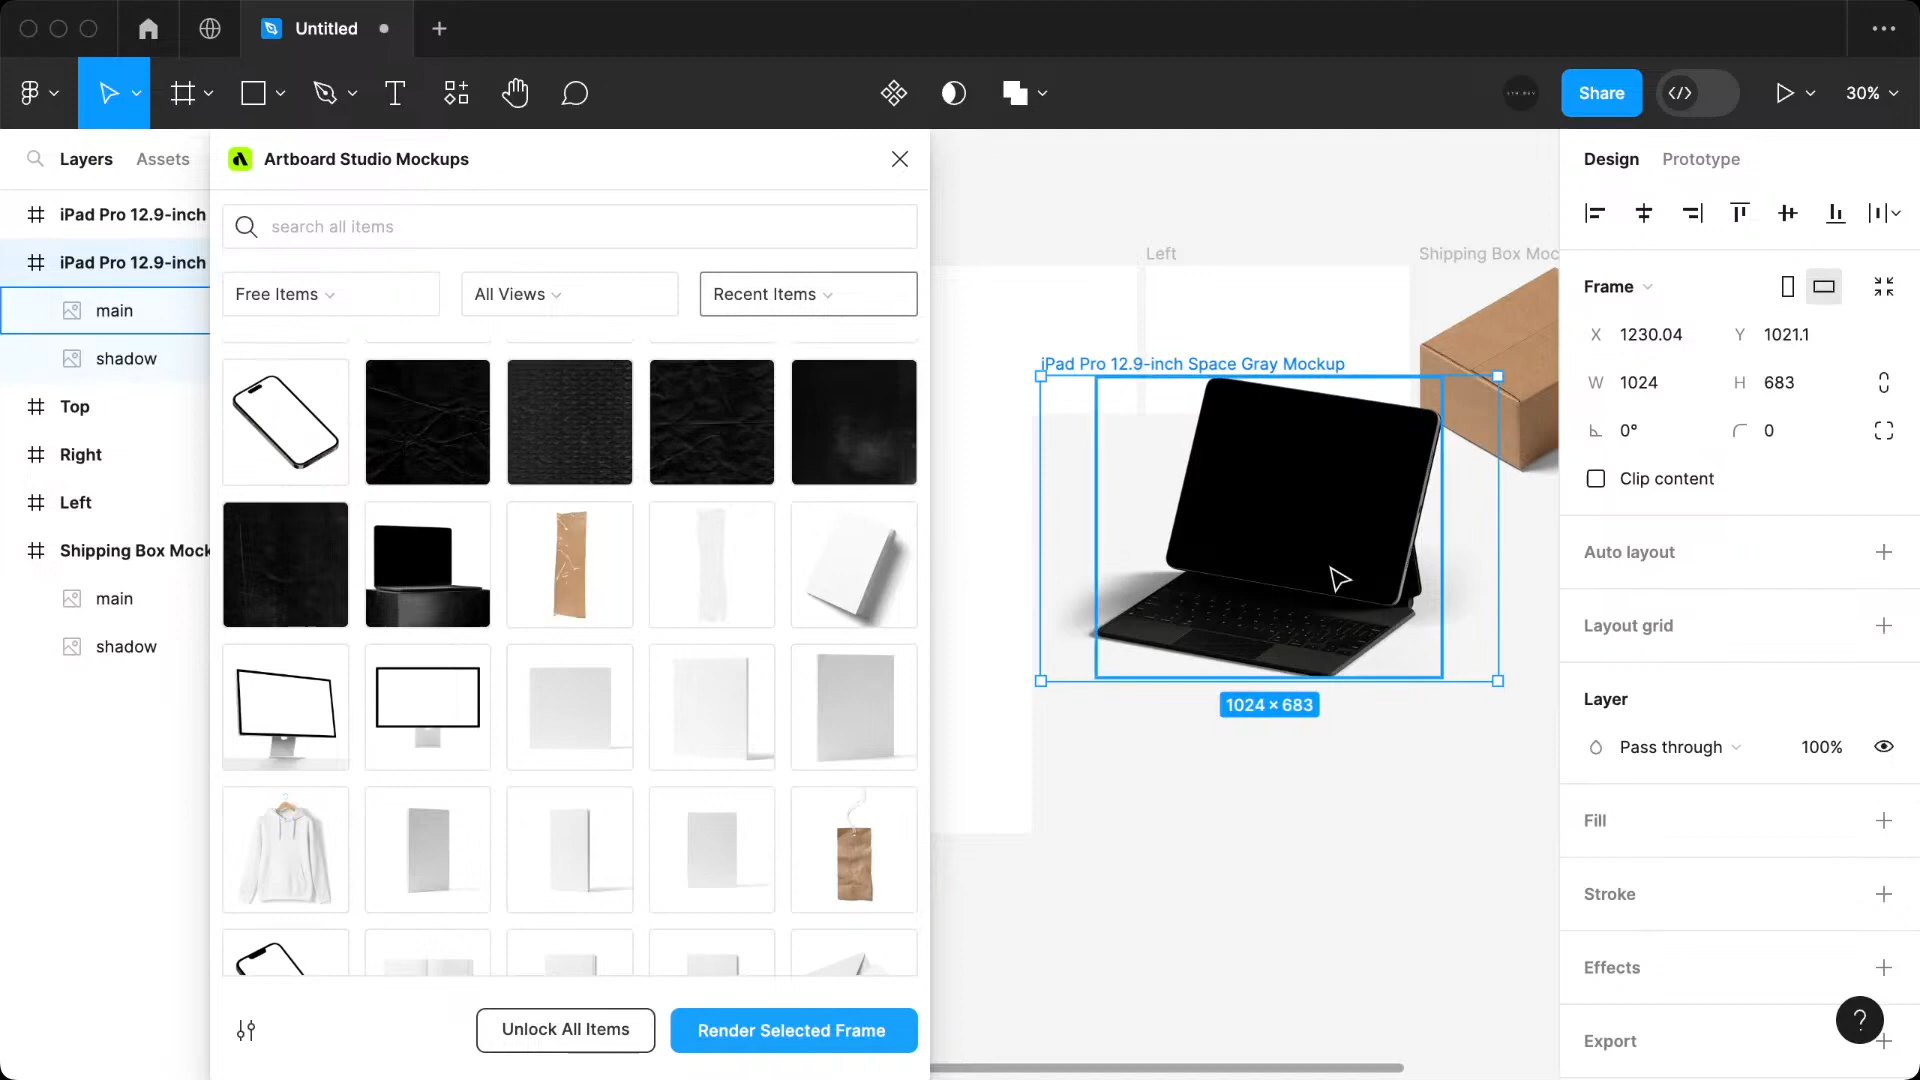 Untitled
Share
30%
Layers
Assets
Artboard Studio Mockups
Design
Prototype
iPad Pro 12.9-inch
search all items
iPad Pro 12.9-inch
Left
Shipping Box Moc
Free Items
All Views
Recent Items
Frame
main
X 1230.04
Y 1021.1
shadow
iPad Pro 12.9-inch Space Gray Mockup
W 1024
H 683
Top
0°
0
Right
Clip content
Left
Shipping Box Mock
Auto layout
main
Layout grid
shadow
Layer
1024 × 683
Pass through
100%
Fill
Stroke
Effects
Unlock All Items
Render Selected Frame
?
Export